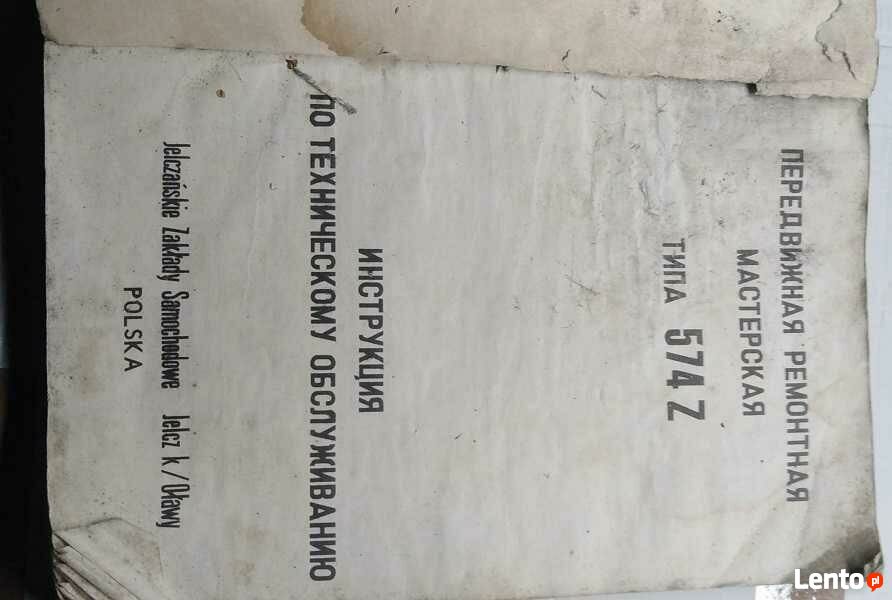 ПЕРЕДВИЖНАЯ РЕМОНТНАЯ
МАСТЕРСКАЯ
ТИПА 574 Z
ИНСТРУКЦИЯ
ПО ТЕХНИЧЕСКОМУ ОБСЛУЖИВАНИЮ
Jelczańskie Zakłady Samochodowe Jelcz k/Oławy
POLSKA
Lento.pl